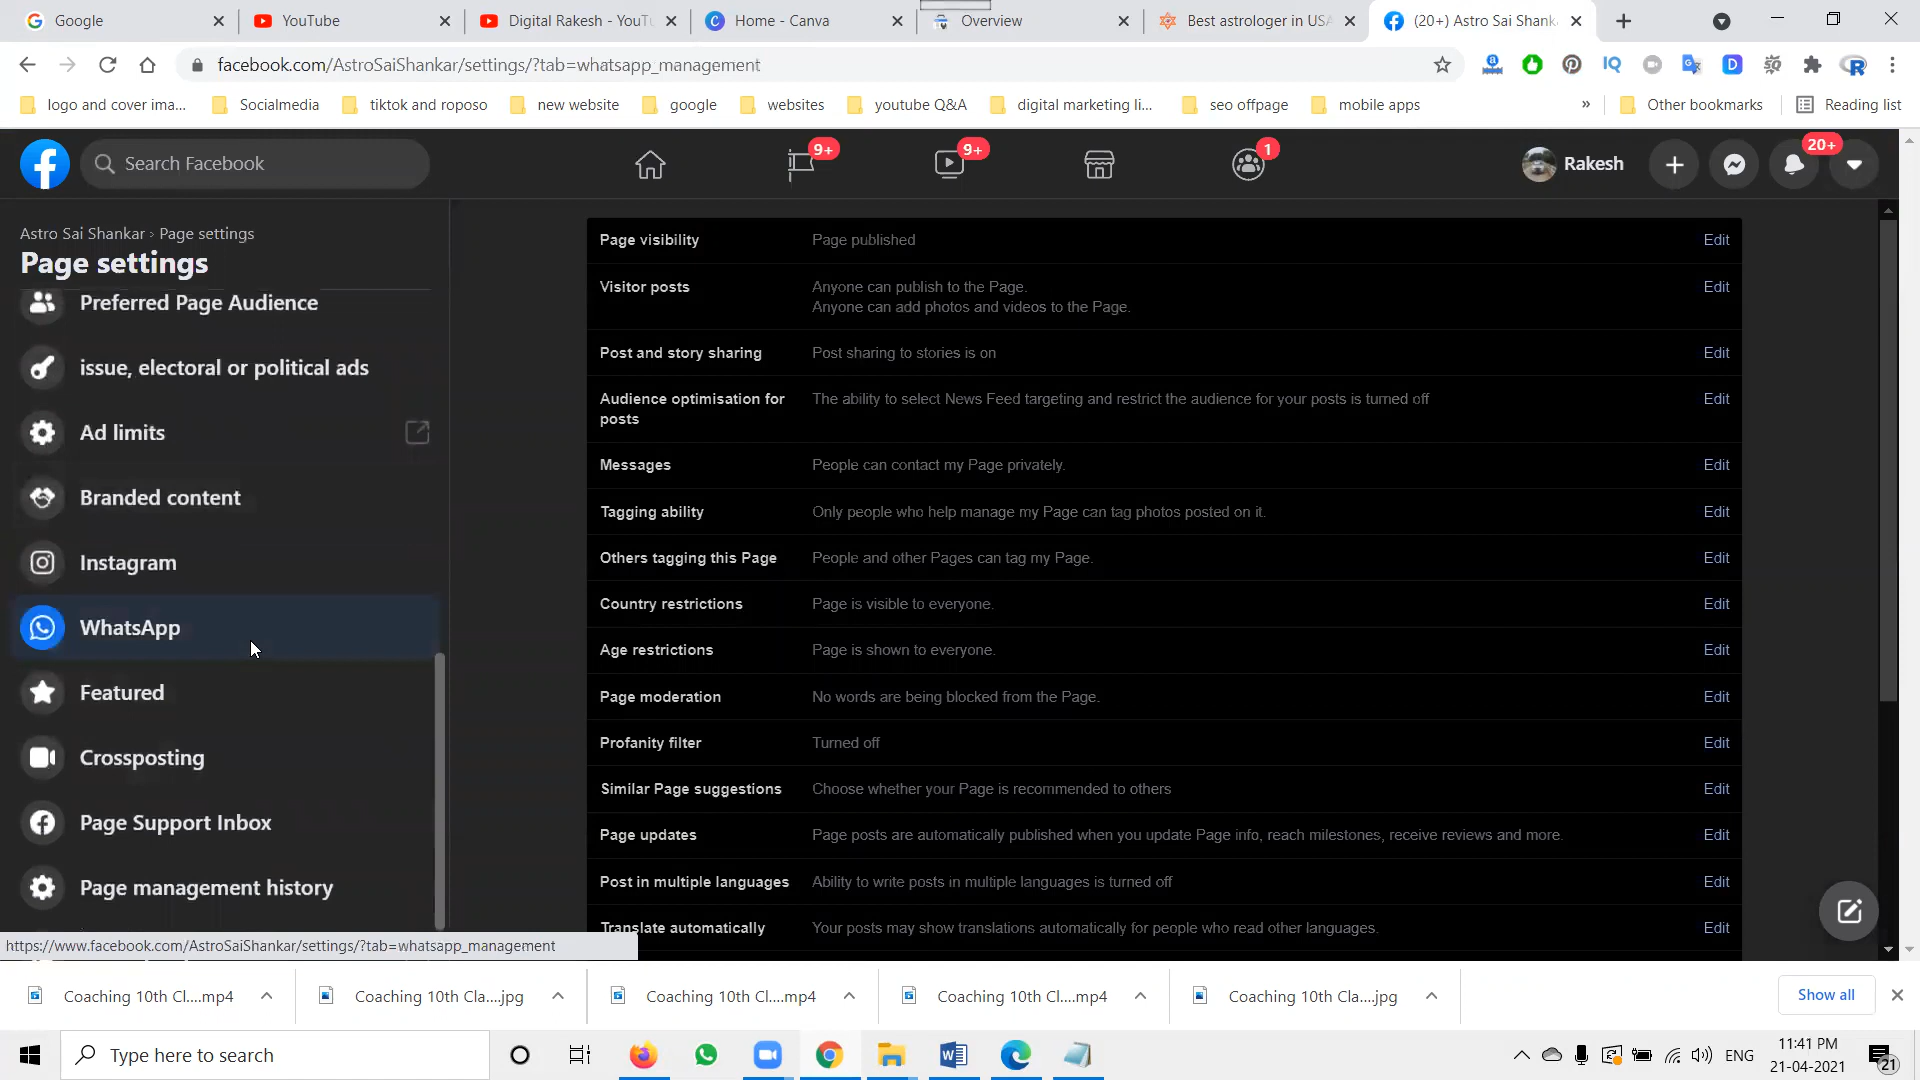 Google
YouTube
Digital Rakesh - YouTu
Home - Canva
Overview
Best astrologer in USA
(20+) Astro Sai Shank
facebook.com/AstroSaiShankar/settings/?tab=whatsapp_management
logo and cover ima...
Socialmedia
tiktok and roposo
new website
google
websites
youtube Q&A
digital marketing li...
seo offpage
mobile apps
»
Other bookmarks
Reading list
Search Facebook
9+
9+
1
Rakesh
20+
Astro Sai Shankar › Page settings
Page settings
Preferred Page Audience
issue, electoral or political ads
Ad limits
Branded content
Instagram
WhatsApp
Featured
Crossposting
Page Support Inbox
Page management history
https://www.facebook.com/AstroSaiShankar/settings/?tab=whatsapp_management
Page visibility Page published Edit
Visitor posts Anyone can publish to the Page. Edit
Anyone can add photos and videos to the Page.
Post and story sharing Post sharing to stories is on Edit
Audience optimisation for The ability to select News Feed targeting and restrict the audience for your posts is turned off Edit
posts
Messages People can contact my Page privately. Edit
Tagging ability Only people who help manage my Page can tag photos posted on it. Edit
Others tagging this Page People and other Pages can tag my Page. Edit
Country restrictions Page is visible to everyone. Edit
Age restrictions Page is shown to everyone. Edit
Page moderation No words are being blocked from the Page. Edit
Profanity filter Turned off Edit
Similar Page suggestions Choose whether your Page is recommended to others Edit
Page updates Page posts are automatically published when you update Page info, reach milestones, receive reviews and more. Edit
Post in multiple languages Ability to write posts in multiple languages is turned off Edit
Translate automatically Your posts may show translations automatically for people who read other languages. Edit
Coaching 10th Cl....mp4
Coaching 10th Cla....jpg
Coaching 10th Cl....mp4
Coaching 10th Cl....mp4
Coaching 10th Cla....jpg
Show all
Type here to search
ENG
11:41 PM
21-04-2021
21